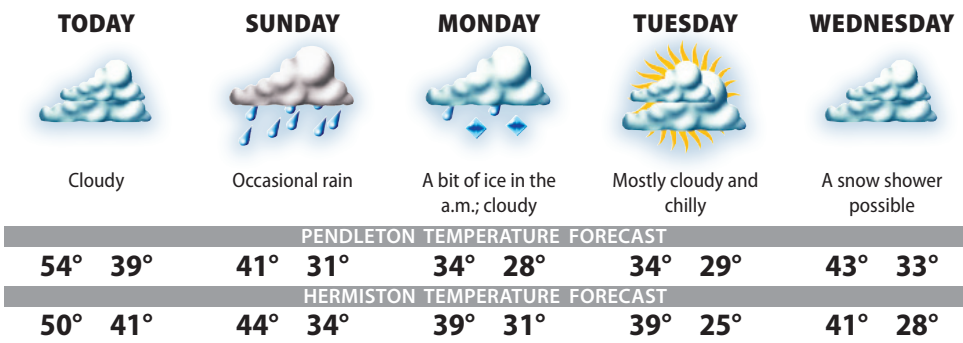 TODAY SUNDAY MONDAY TUESDAY WEDNESDAY
Cloudy Occasional rain A bit of ice in the Mostly cloudy and A snow shower
a.m.; cloudy chilly possible
PENDLETON TEMPERATURE FORECAST
54° 39° 41° 31° 34° 28° 34° 29° 43° 33°
HERMISTON TEMPERATURE FORECAST
50° 41° 44° 34° 39° 31° 39° 25° 41° 28°